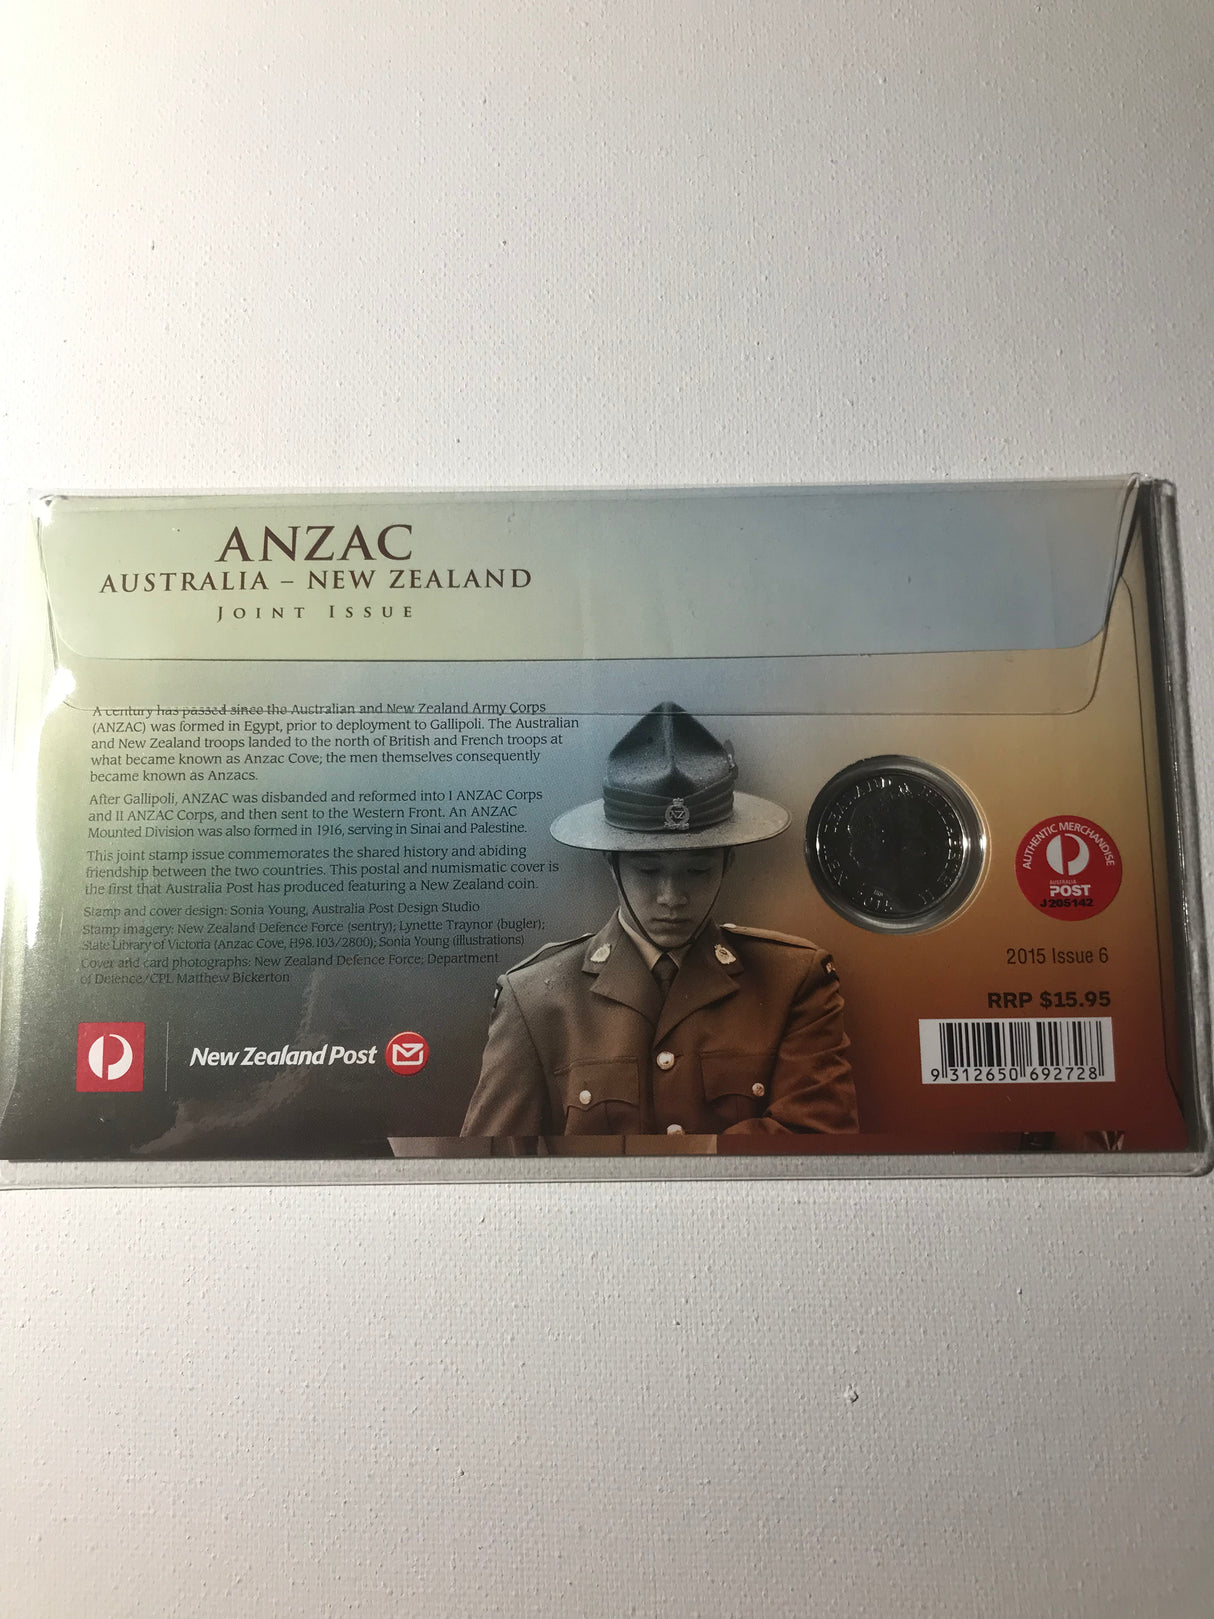 ANZAC
AUSTRALIA – NEW ZEALAND
JOINT ISSUE
A century has passed since the Australian and New Zealand Army Corps
(ANZAC) was formed in Egypt, prior to deployment to Gallipoli. The Australian
and New Zealand troops landed to the north of British and French troops at
what became known as Anzac Cove; the men themselves consequently
became known as Anzacs.
After Gallipoli, ANZAC was disbanded and reformed into I ANZAC Corps
and II ANZAC Corps, and then sent to the Western Front. An ANZAC
Mounted Division was also formed in 1916, serving in Sinai and Palestine.
This joint stamp issue commemorates the shared history and abiding
friendship between the two countries. This postal and numismatic cover is
the first that Australia Post has produced featuring a New Zealand coin.
Stamp and cover design: Sonia Young, Australia Post Design Studio
Stamp imagery: New Zealand Defence Force (sentry); Lynette Traynor (bugler);
State Library of Victoria (Anzac Cove, H98.103/2800); Sonia Young (illustrations)
Cover and card photographs: New Zealand Defence Force; Department
of Defence/CPL Matthew Bickerton
New Zealand Post
NZ
NEW ZEALAND ELIZABETH II
2015
AUTHENTIC MERCHANDISE
AUSTRALIA
POST
J205142
2015 Issue 6
RRP $15.95
9 312650 692728